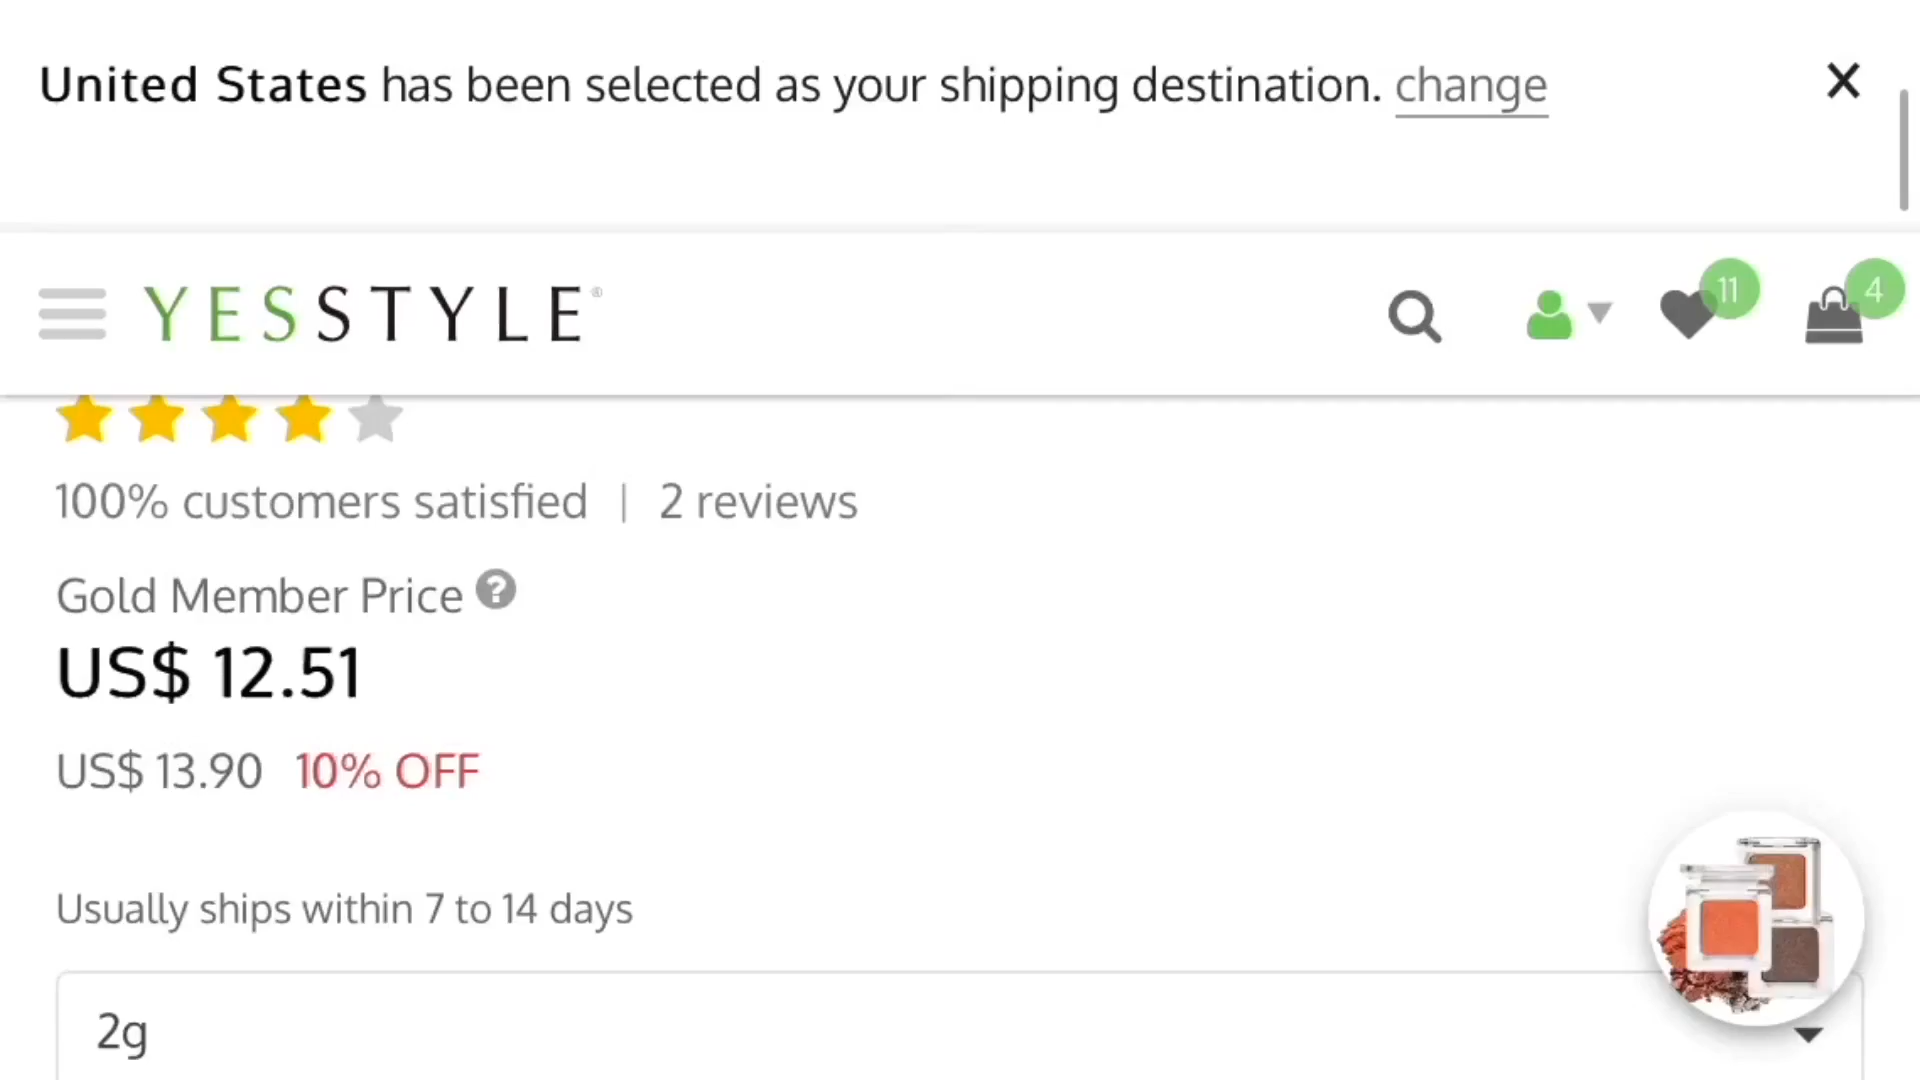 United States has been selected as your shipping destination. change
YESSTYLE®
11
4
100% customers satisfied | 2 reviews
Gold Member Price ?
US$ 12.51
US$ 13.90 10% OFF
Usually ships within 7 to 14 days
2g